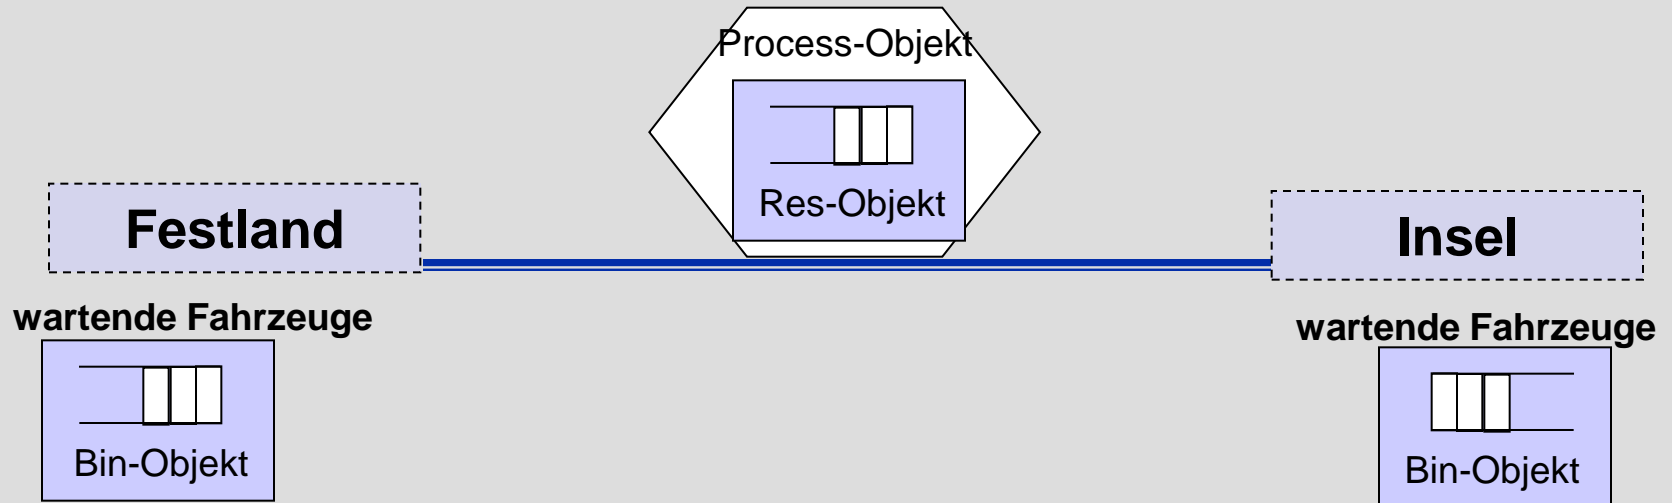 Process-Objekt
Res-Objekt
Festland
Insel
wartende Fahrzeuge
wartende Fahrzeuge
Bin-Objekt
Bin-Objekt